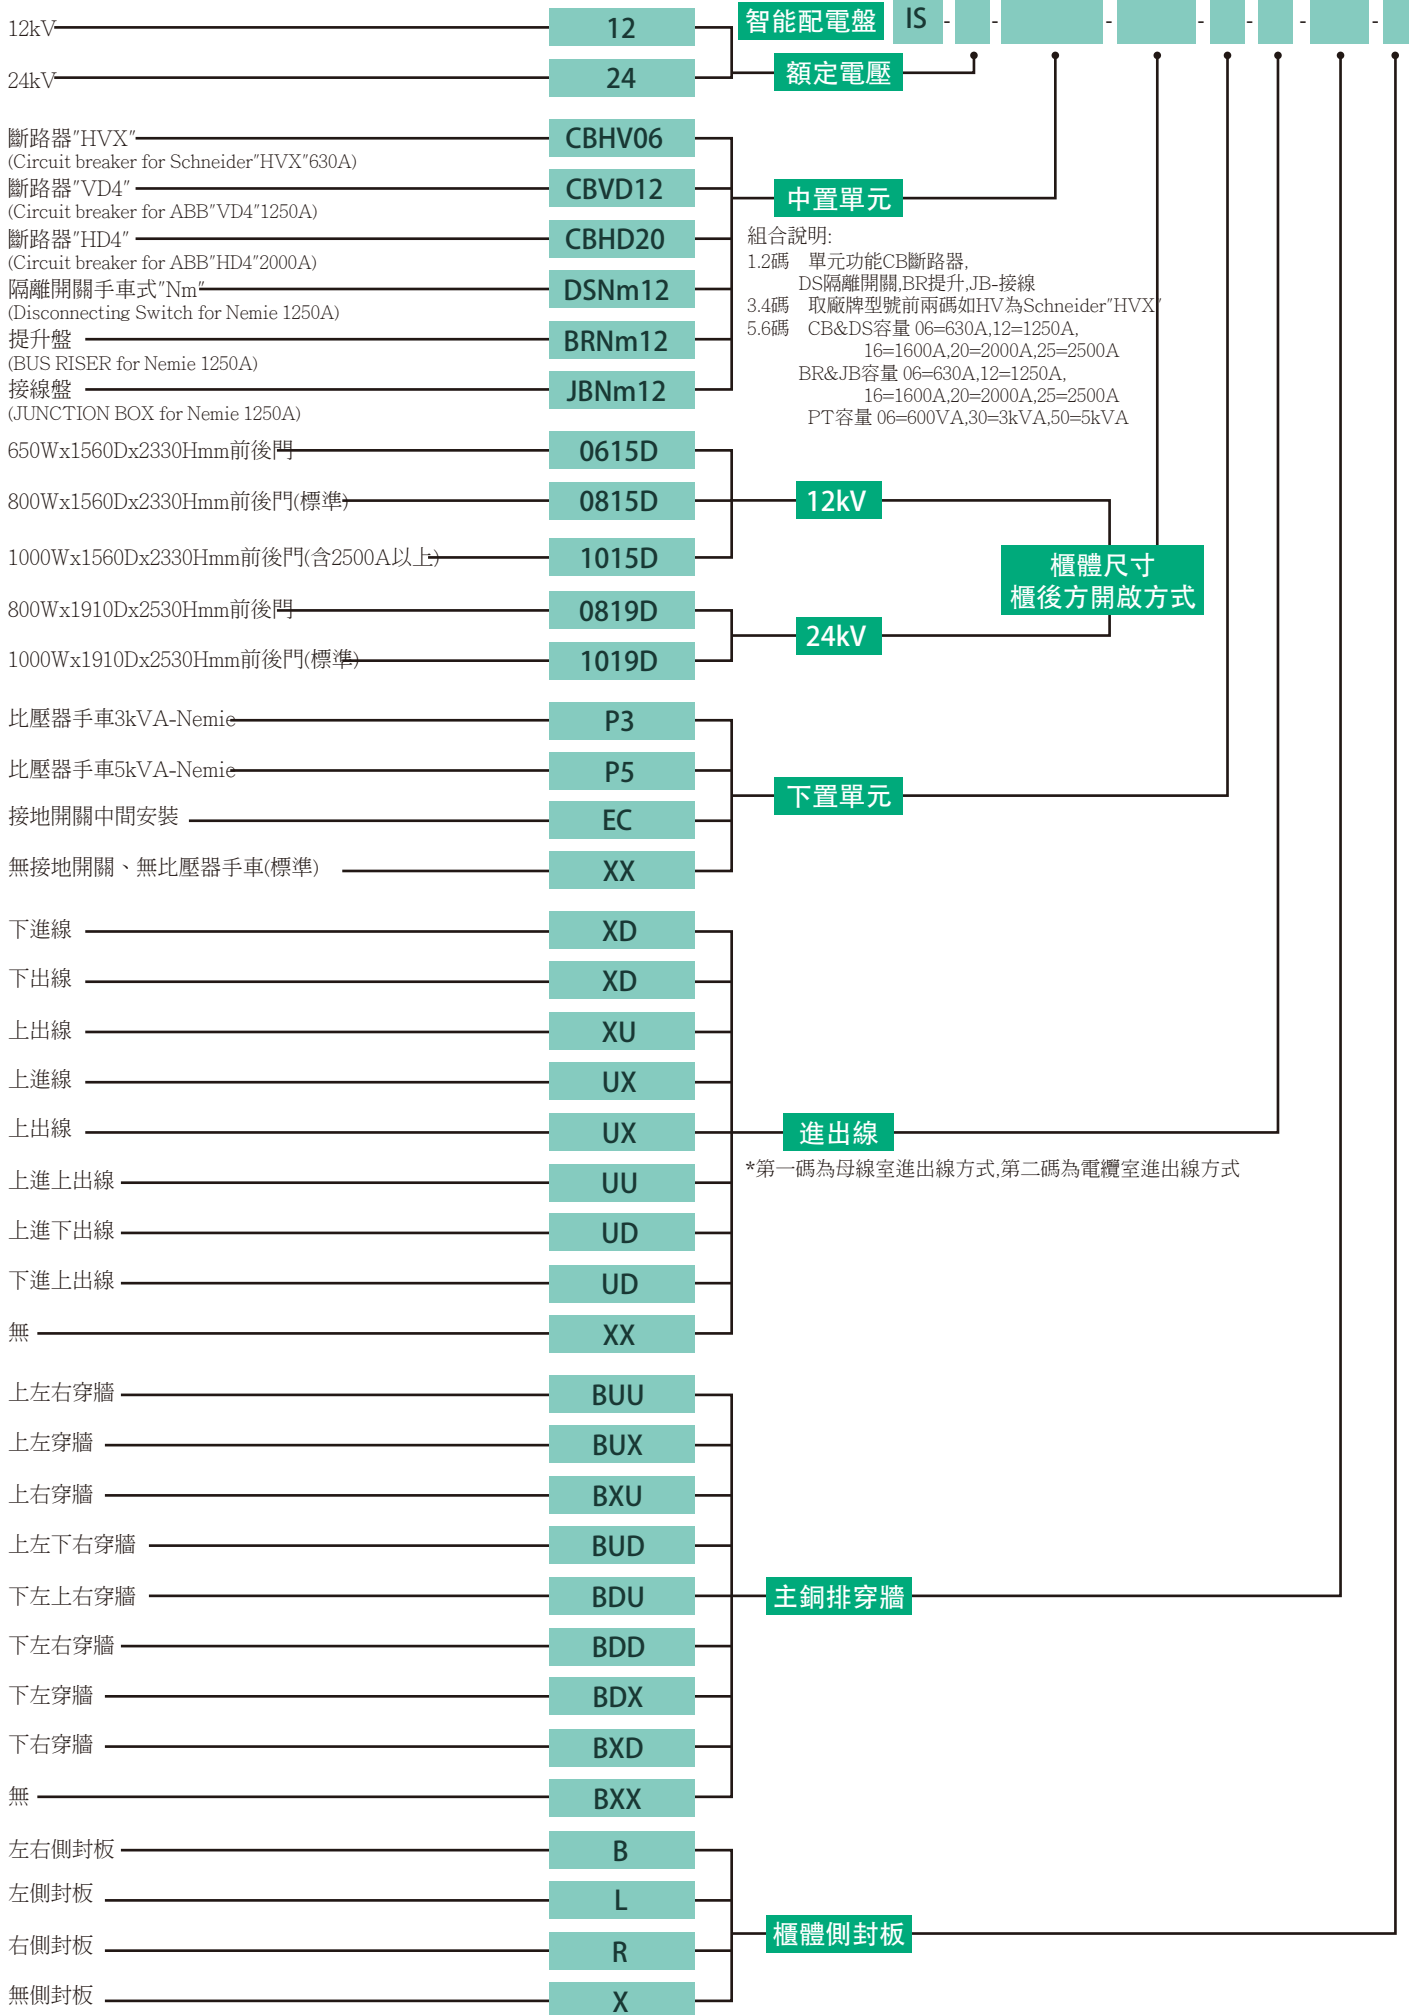 智能配電盤 IS - - - - - - -
12kV 12
24kV 24
額定電壓
斷路器"HVX" CBHV06
(Circuit breaker for Schneider"HVX"630A)
斷路器"VD4" CBVD12
(Circuit breaker for ABB"VD4"1250A)
斷路器"HD4" CBHD20
(Circuit breaker for ABB"HD4"2000A)
隔離開關手車式"Nm" DSNm12
(Disconnecting Switch for Nemie 1250A)
提升盤 BRNm12
(BUS RISER for Nemie 1250A)
接線盤 JBNm12
(JUNCTION BOX for Nemie 1250A)
中置單元
組合說明:
1.2碼 單元功能CB斷路器,
DS隔離開關,BR提升,JB-接線
3.4碼 取廠牌型號前兩碼如HV為Schneider"HVX"
5.6碼 CB&DS容量 06=630A,12=1250A,
16=1600A,20=2000A,25=2500A
BR&JB容量 06=630A,12=1250A,
16=1600A,20=2000A,25=2500A
PT容量 06=600VA,30=3kVA,50=5kVA
650Wx1560Dx2330Hmm前後門 0615D
800Wx1560Dx2330Hmm前後門(標準) 0815D
1000Wx1560Dx2330Hmm前後門(含2500A以上) 1015D
12kV
800Wx1910Dx2530Hmm前後門 0819D
1000Wx1910Dx2530Hmm前後門(標準) 1019D
24kV
櫃體尺寸
櫃後方開啟方式
比壓器手車3kVA-Nemie P3
比壓器手車5kVA-Nemie P5
接地開關中間安裝 EC
無接地開關、無比壓器手車(標準) XX
下置單元
下進線 XD
下出線 XD
上出線 XU
上進線 UX
上出線 UX
上進上出線 UU
上進下出線 UD
下進上出線 UD
無 XX
進出線
*第一碼為母線室進出線方式,第二碼為電纜室進出線方式
上左右穿牆 BUU
上左穿牆 BUX
上右穿牆 BXU
上左下右穿牆 BUD
下左上右穿牆 BDU
下左右穿牆 BDD
下左穿牆 BDX
下右穿牆 BXD
無 BXX
主銅排穿牆
左右側封板 B
左側封板 L
右側封板 R
無側封板 X
櫃體側封板